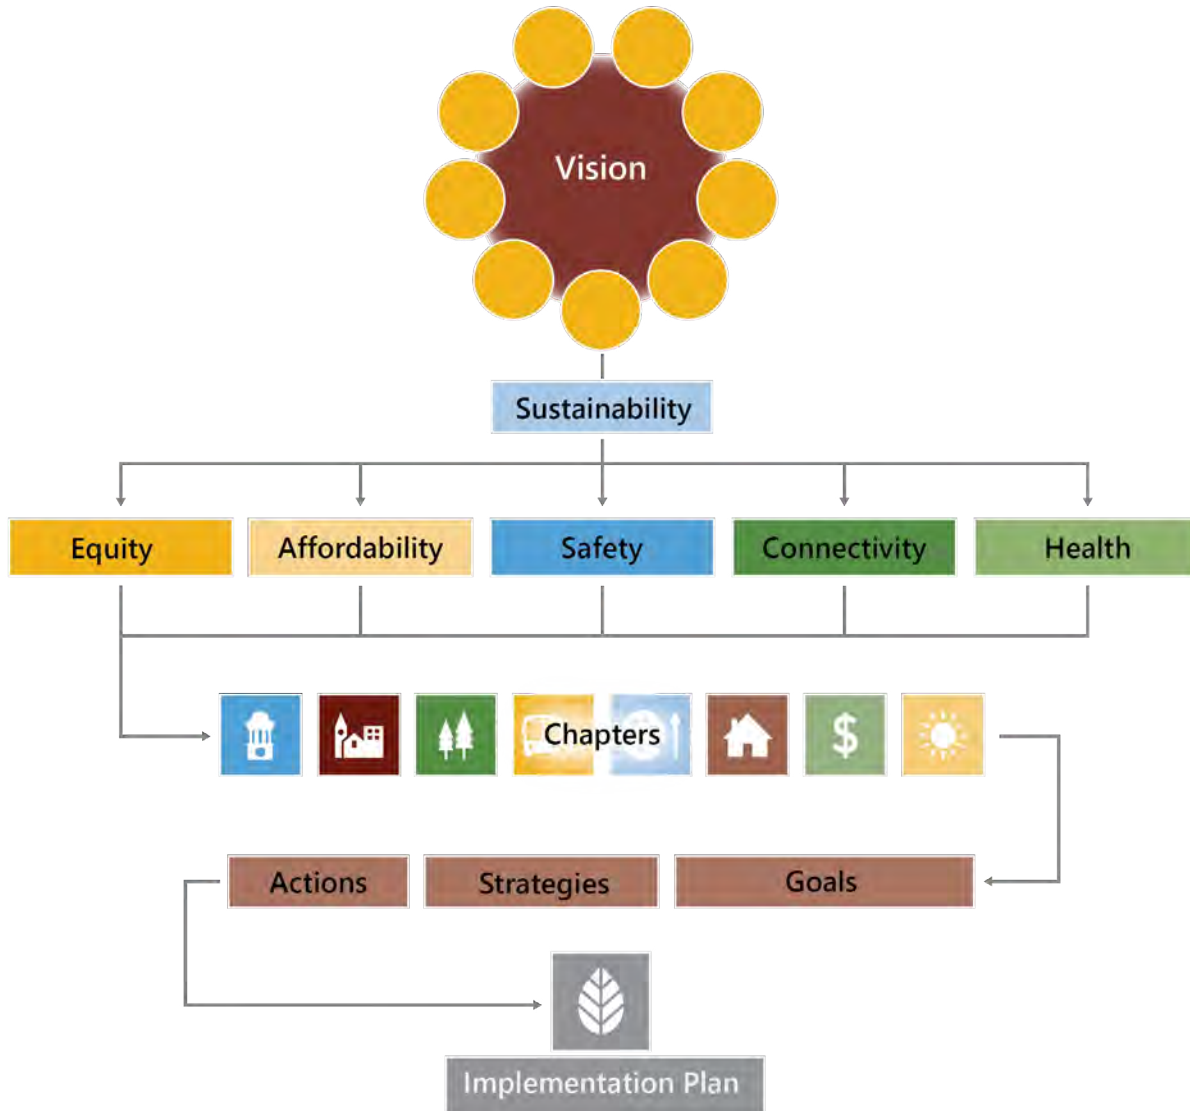 Vision
Sustainability
Equity
Affordability
Safety
Connectivity
Health
Chapters
$
Actions
Strategies
Goals
Implementation Plan